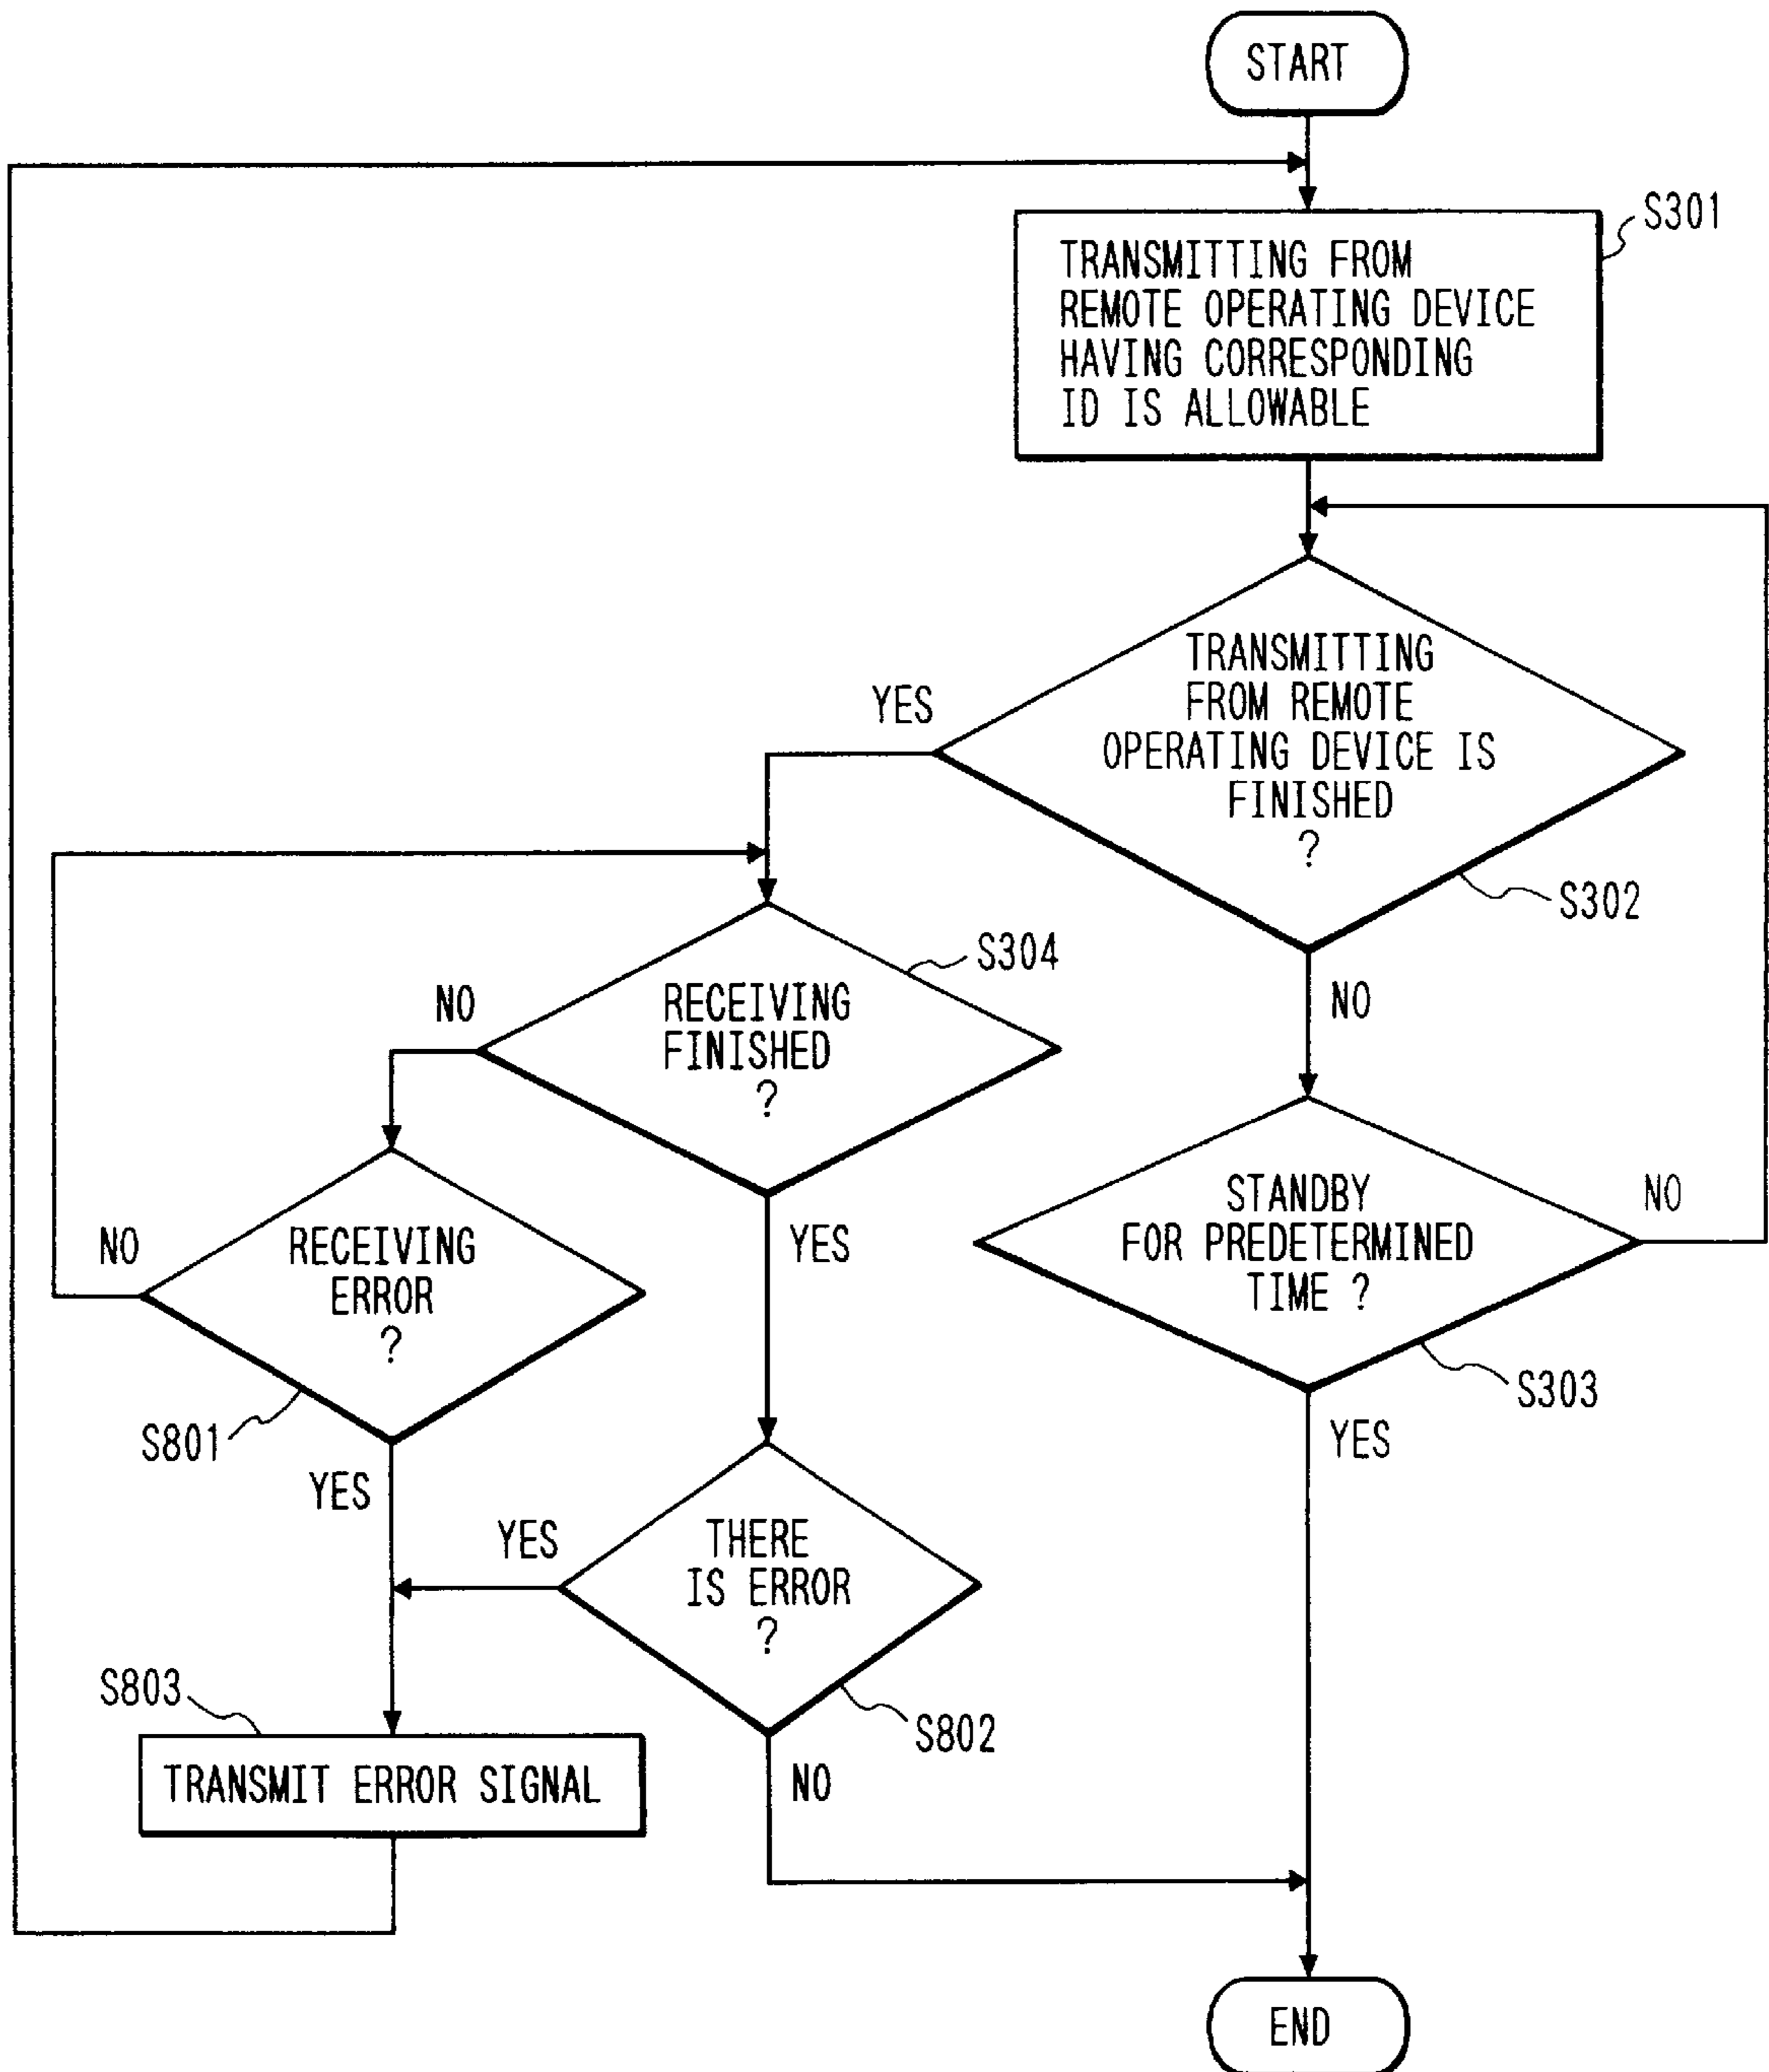 START
S301
TRANSMITTING FROM
REMOTE OPERATING DEVICE
HAVING CORRESPONDING
ID IS ALLOWABLE
TRANSMITTING
FROM REMOTE
OPERATING DEVICE IS
FINISHED
?
YES
S302
NO
S304
RECEIVING
FINISHED
?
NO
YES
STANDBY
FOR PREDETERMINED
TIME ?
NO
S303
YES
RECEIVING
ERROR
?
NO
S801
YES
THERE
IS ERROR
?
YES
S802
NO
S803
TRANSMIT ERROR SIGNAL
END